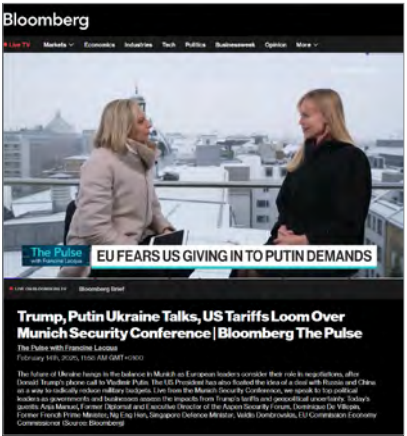 Bloomberg
Live TV Markets Economics Industries Tech Politics Businessweek Opinion More
The Pulse
with Francine Lacqua
EU FEARS US GIVING IN TO PUTIN DEMANDS
LIVE ON BLOOMBERG TV Bloomberg Brief
Trump, Putin Ukraine Talks, US Tariffs Loom Over
Munich Security Conference | Bloomberg The Pulse
The Pulse with Francine Lacqua
February 14th, 2025, AM GMT+0100
The future of Ukraine hangs in the balance in Munich as European leaders consider their role in negotiations, after
Donald Trump's phone call to Vladimir Putin. The US President has also floated the idea of a deal with Russia and China
as a way to radically reduce military budgets. Live from the Munich Security Conference, we speak to top political
leaders as governments and businesses assess the impacts from Trump's tariffs and geopolitical uncertainty. Today's
guests: Anja Manuel, Former Diplomat and Executive Director of the Aspen Security Forum, Dominique De Villepin,
Former French Prime Minister, Ng Eng Hen, Singapore Defence Minister, Valdis Dombrovskis, EU Commission Economy
Commissioner (Source: Bloomberg)